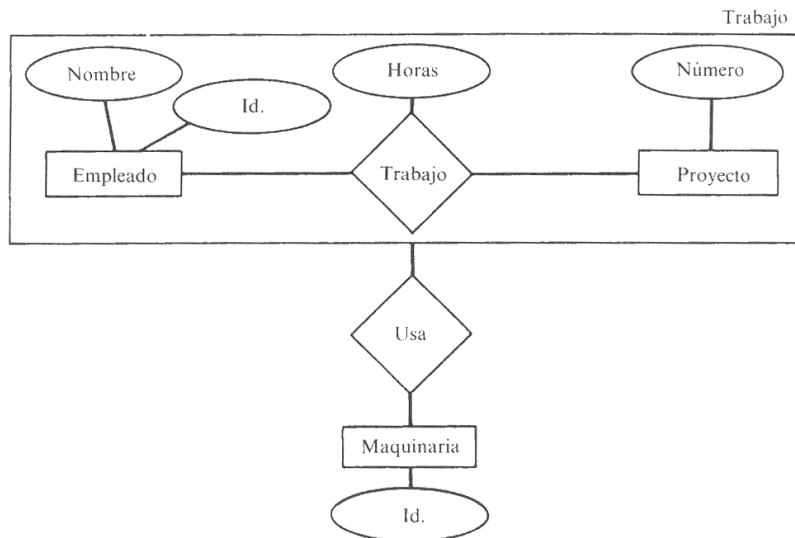 Trabajo
Nombre
Horas
Número
Id.
Empleado
Trabajo
Proyecto
Usa
Maquinaria
Id.